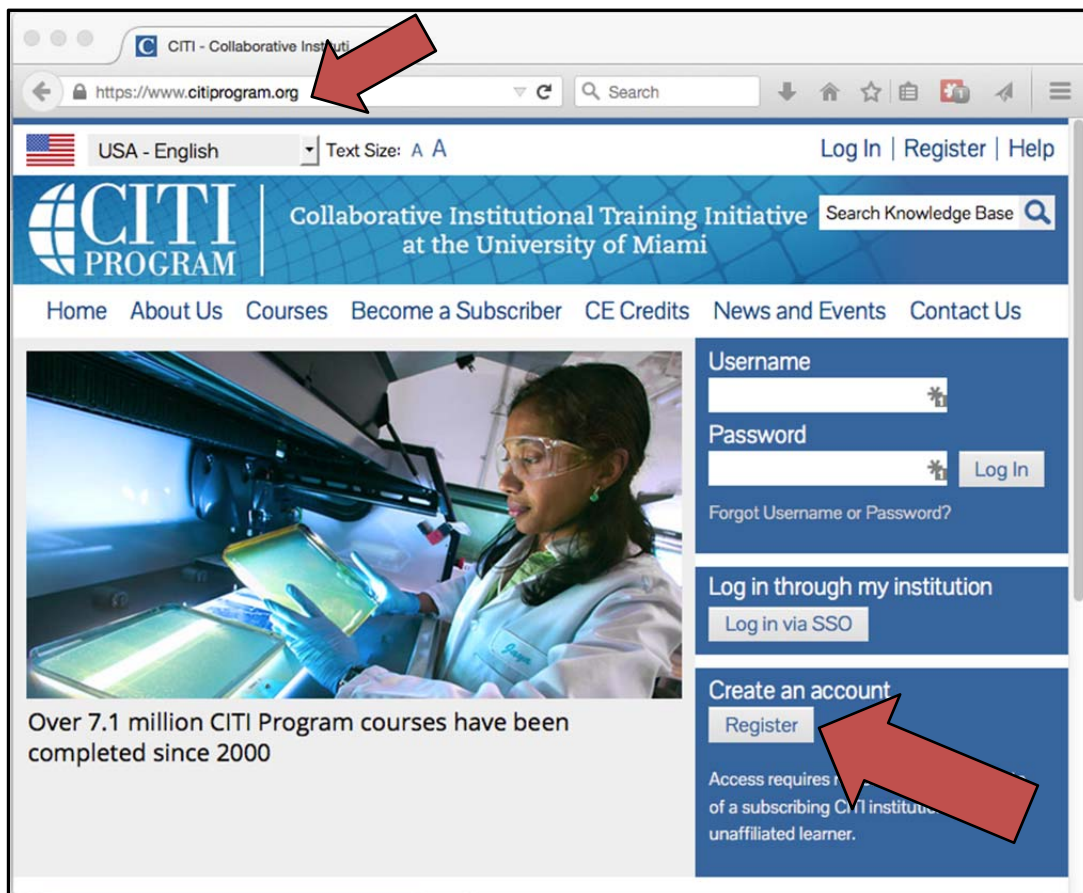 CITI - Collaborative Instituti
https://www.citiprogram.org
Search
USA - English
Text Size: A A
Log In | Register | Help
CITI
PROGRAM
Collaborative Institutional Training Initiative
at the University of Miami
Search Knowledge Base
Home About Us Courses Become a Subscriber CE Credits News and Events Contact Us
Username
Password
Log In
Forgot Username or Password?
Log in through my institution
Log in via SSO
Over 7.1 million CITI Program courses have been
completed since 2000
Create an account
Register
Access requires
of a subscribing CITI
unaffiliated learner.